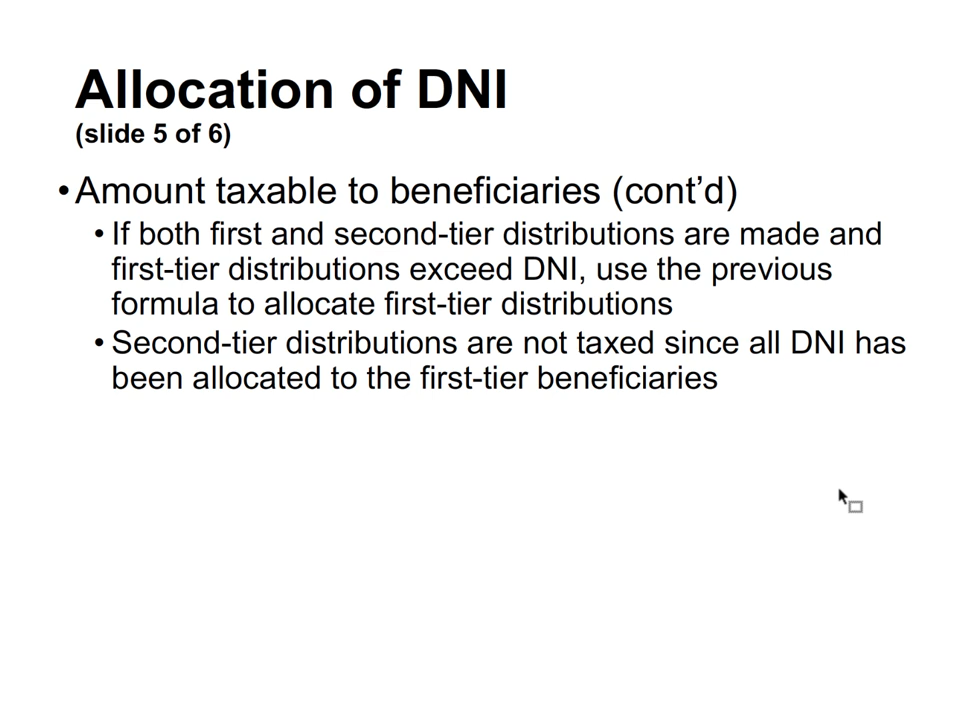 Allocation of DNI
(slide 5 of 6)
• Amount taxable to beneficiaries (cont’d)
• If both first and second-tier distributions are made and
first-tier distributions exceed DNI, use the previous
formula to allocate first-tier distributions
• Second-tier distributions are not taxed since all DNI has
been allocated to the first-tier beneficiaries